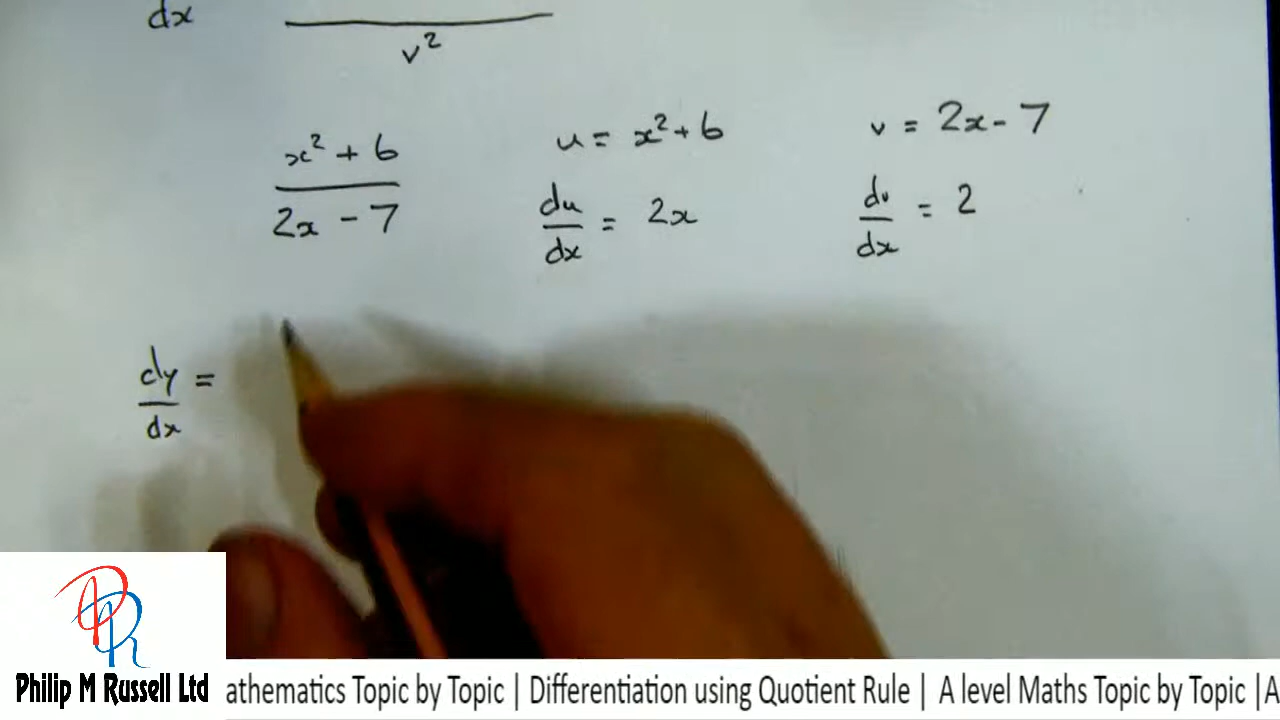 dx
v²
x² + 6
2x - 7
u = x² + 6
du
dx
= 2x
v = 2x - 7
dv
dx
= 2
dy
dx
=
Philip M Russell Ltd
athematics Topic by Topic | Differentiation using Quotient Rule | A level Maths Topic by Topic |A